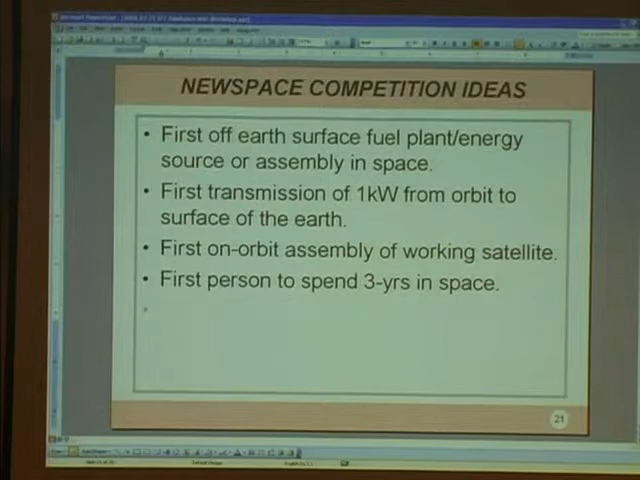 NEWSPACE COMPETITION IDEAS
• First off earth surface fuel plant/energy
source or assembly in space.
• First transmission of 1kW from orbit to
surface of the earth.
• First on-orbit assembly of working satellite.
• First person to spend 3-yrs in space.
21